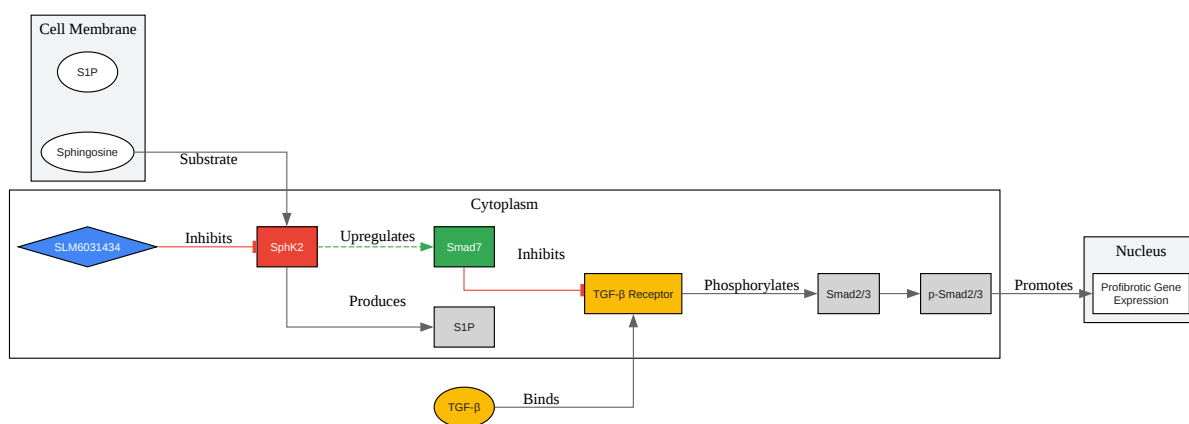 Cell Membrane
S1P
Sphingosine
Substrate
Cytoplasm
SLM6031434
Inhibits
SphK2
Upregulates
Smad7
Inhibits
TGF-β Receptor
Phosphorylates
Smad2/3
p-Smad2/3
Promotes
Nucleus
Profibrotic Gene
Expression
Produces
S1P
TGF-β
Binds